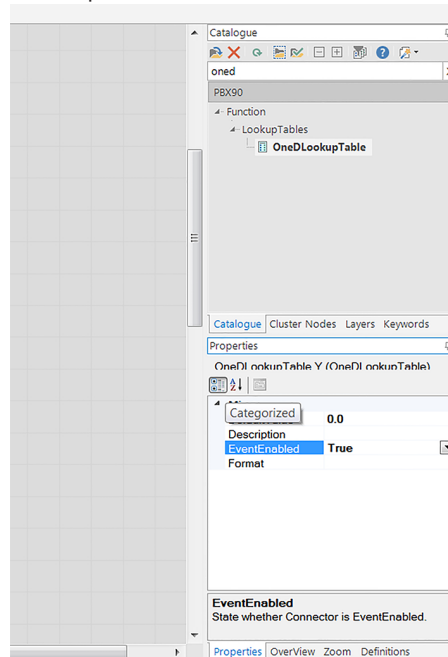 Catalogue
oned
PBX90
Function
LookupTables
OneDLookupTable
Catalogue Cluster Nodes Layers Keywords
Properties
OneDLookupTable Y (OneDLookupTable)
Categorized
0.0
Description
EventEnabled True
Format
EventEnabled
State whether Connector is EventEnabled.
Properties OverView Zoom Definitions